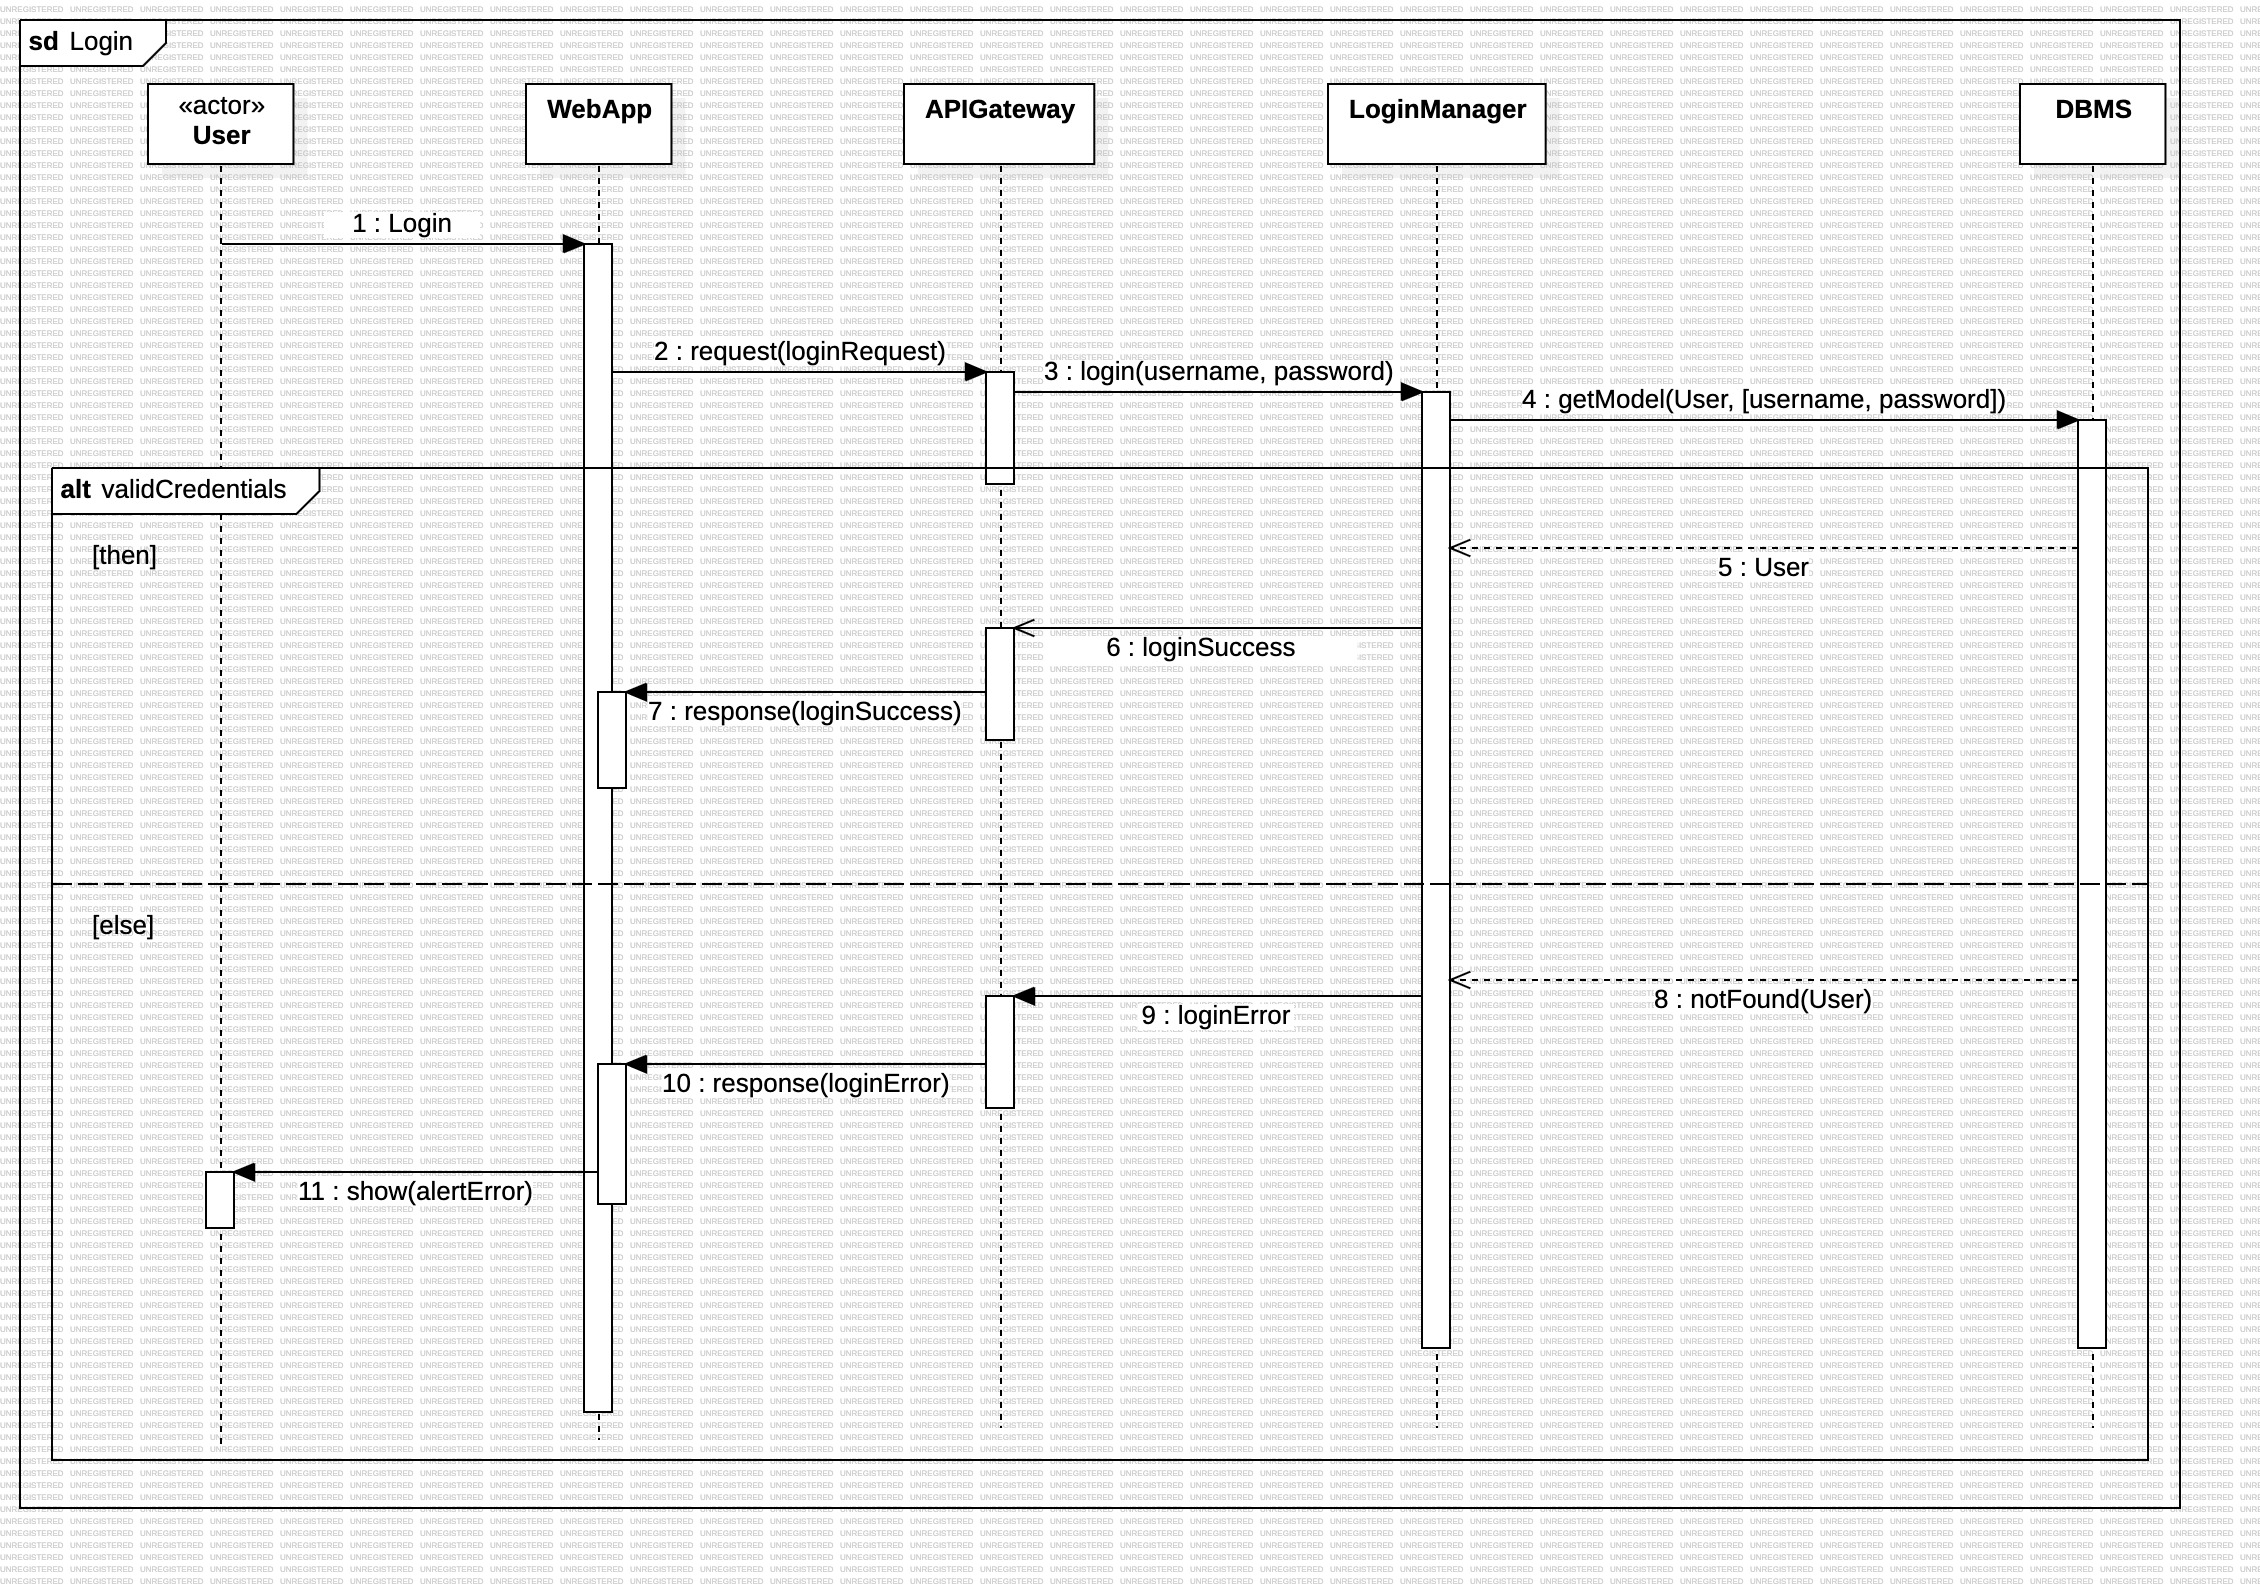 sd Login
«actor»
User
WebApp
APIGateway
LoginManager
DBMS
1 : Login
2 : request(loginRequest)
3 : login(username, password)
4 : getModel(User, [username, password])
alt validCredentials
[then]
5 : User
6 : loginSuccess
7 : response(loginSuccess)
[else]
8 : notFound(User)
9 : loginError
10 : response(loginError)
11 : show(alertError)
UNREGISTERED